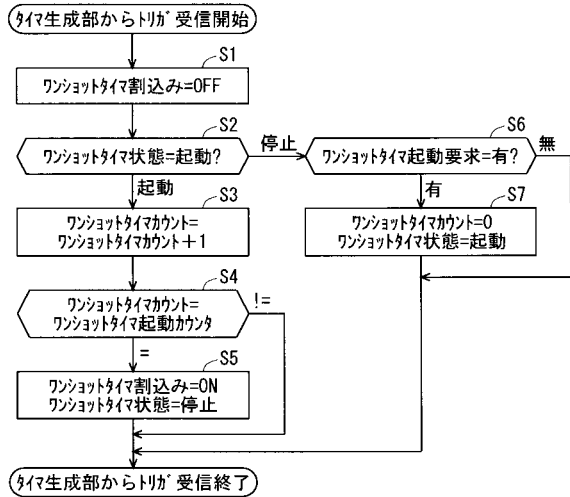 ﾀｲﾏ生成部からﾄﾘｶﾞ受信開始
S1
ﾜﾝｼｮｯﾄﾀｲﾏ割込み=OFF
S2
ﾜﾝｼｮｯﾄﾀｲﾏ状態=起動?
停止
起動
S6
ﾜﾝｼｮｯﾄﾀｲﾏ起動要求=有?
無
有
S3
ﾜﾝｼｮｯﾄﾀｲﾏｶｳﾝﾄ=
ﾜﾝｼｮｯﾄﾀｲﾏｶｳﾝﾄ+1
S7
ﾜﾝｼｮｯﾄﾀｲﾏｶｳﾝﾄ=0
ﾜﾝｼｮｯﾄﾀｲﾏ状態=起動
S4
ﾜﾝｼｮｯﾄﾀｲﾏｶｳﾝﾄ=
ﾜﾝｼｮｯﾄﾀｲﾏ起動ｶｳﾝﾀ
!=
=
S5
ﾜﾝｼｮｯﾄﾀｲﾏ割込み=ON
ﾜﾝｼｮｯﾄﾀｲﾏ状態=停止
ﾀｲﾏ生成部からﾄﾘｶﾞ受信終了